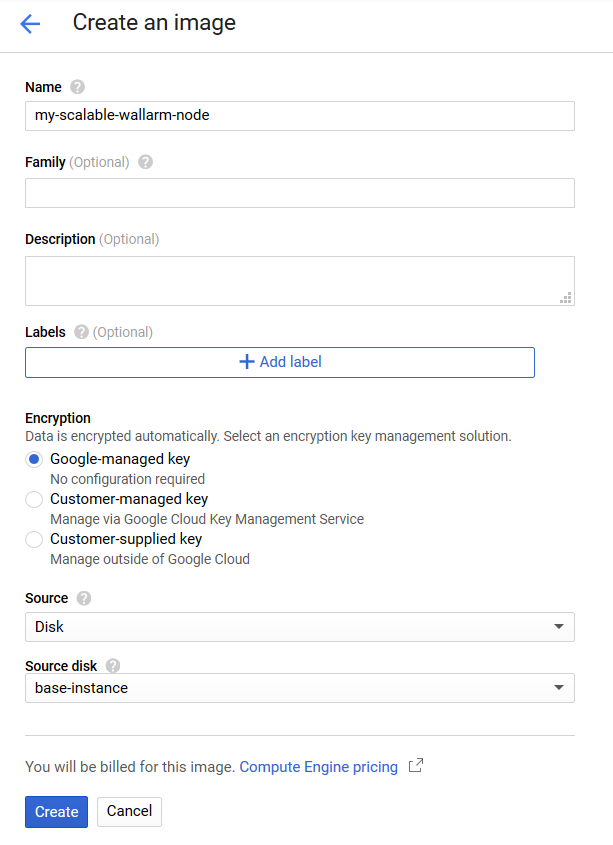 Create an image
Name ?
my-scalable-wallarm-node
Family (Optional) ?
Description (Optional)
Labels ? (Optional)
+ Add label
Encryption
Data is encrypted automatically. Select an encryption key management solution.
Google-managed key
No configuration required
Customer-managed key
Manage via Google Cloud Key Management Service
Customer-supplied key
Manage outside of Google Cloud
Source ?
Disk
Source disk ?
base-instance
You will be billed for this image. Compute Engine pricing
Create Cancel